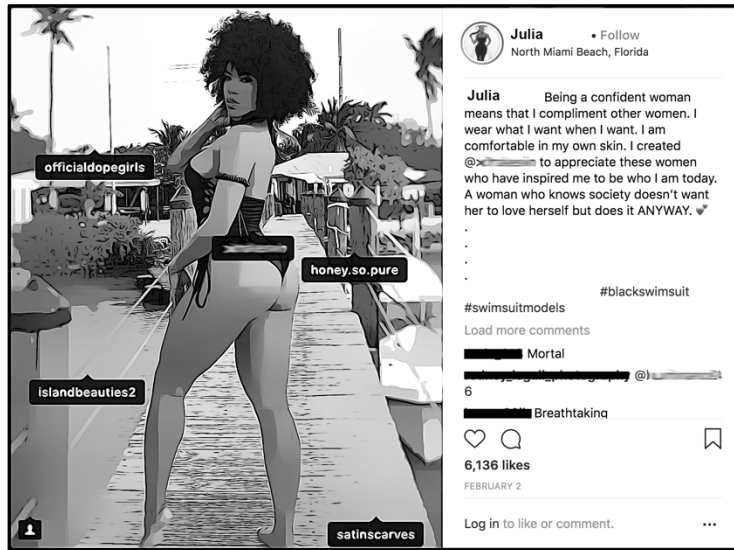 officialdopegirls
honey.so.pure
islandbeauties2
satinscarves
Julia • Follow
North Miami Beach, Florida
Julia Being a confident woman
means that I compliment other women. I
wear what I want when I want. I am
comfortable in my own skin. I created
@ to appreciate these women
who have inspired me to be who I am today.
A woman who knows society doesn’t want
her to love herself but does it ANYWAY. 💕
.
.
.
.
#blackswimsuit
#swimsuitmodels
Load more comments
Mortal
@
6
Breathtaking
6,136 likes
FEBRUARY 2
Log in to like or comment. •••